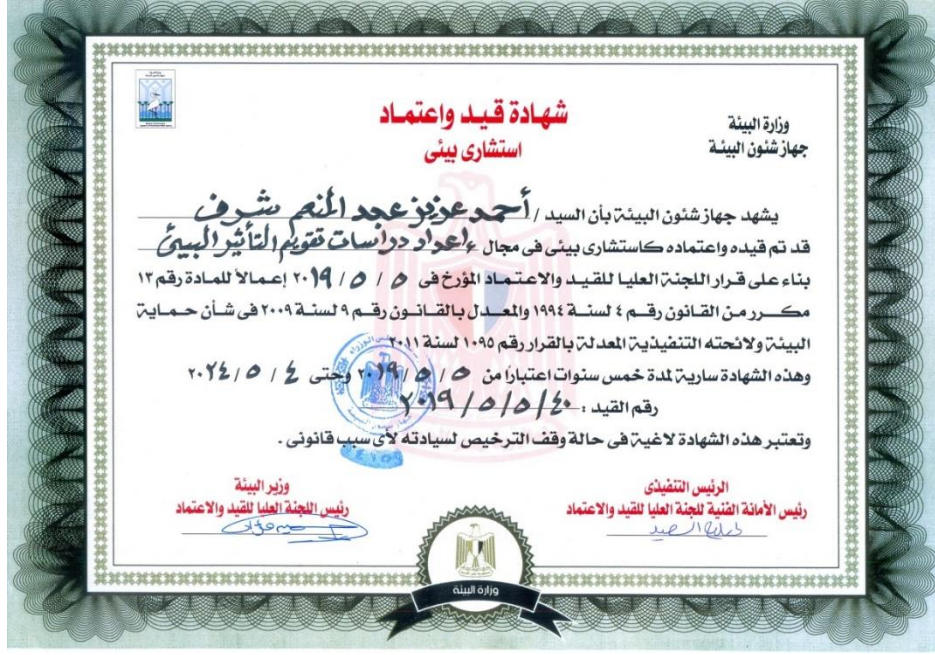 شهادة قيد واعتماد
استشارى بيئى
وزارة البيئة
جهاز شئون البيئة
يشهد جهاز شئون البيئة بأن السيد / أحمد عزيز عبد المنعم شرف
قد تم قيده واعتماده كاستشارى بيئى فى مجال / اعداد دراسات تقويم التأثير البيئى
بناء على قرار اللجنة العليا للقيد والاعتماد المؤرخ فى ٥ / ٥ / ٢٠١٩ إعمالاً للمادة رقم ١٣
مكرر من القانون رقم ٤ لسنة ١٩٩٤ والمعدل بالقانون رقم ٩ لسنة ٢٠٠٩ فى شأن حماية
البيئة ولائحته التنفيذية المعدلة بالقرار رقم ١٠٩٥ لسنة ٢٠١١
وهذه الشهادة سارية لمدة خمس سنوات اعتباراً من ٥ / ٥ / ٢٠١٩ وحتى ٤ / ٥ / ٢٠٢٤
رقم القيد : ٤٠ / ٥ / ٥ / ٢٠١٩
وتعتبر هذه الشهادة لاغية فى حالة وقف الترخيص لسيادته لأى سبب قانونى .
الرئيس التنفيذى
رئيس الأمانة الفنية للجنة العليا للقيد والاعتماد
وزير البيئة
رئيس اللجنة العليا للقيد والاعتماد
وزارة البيئة